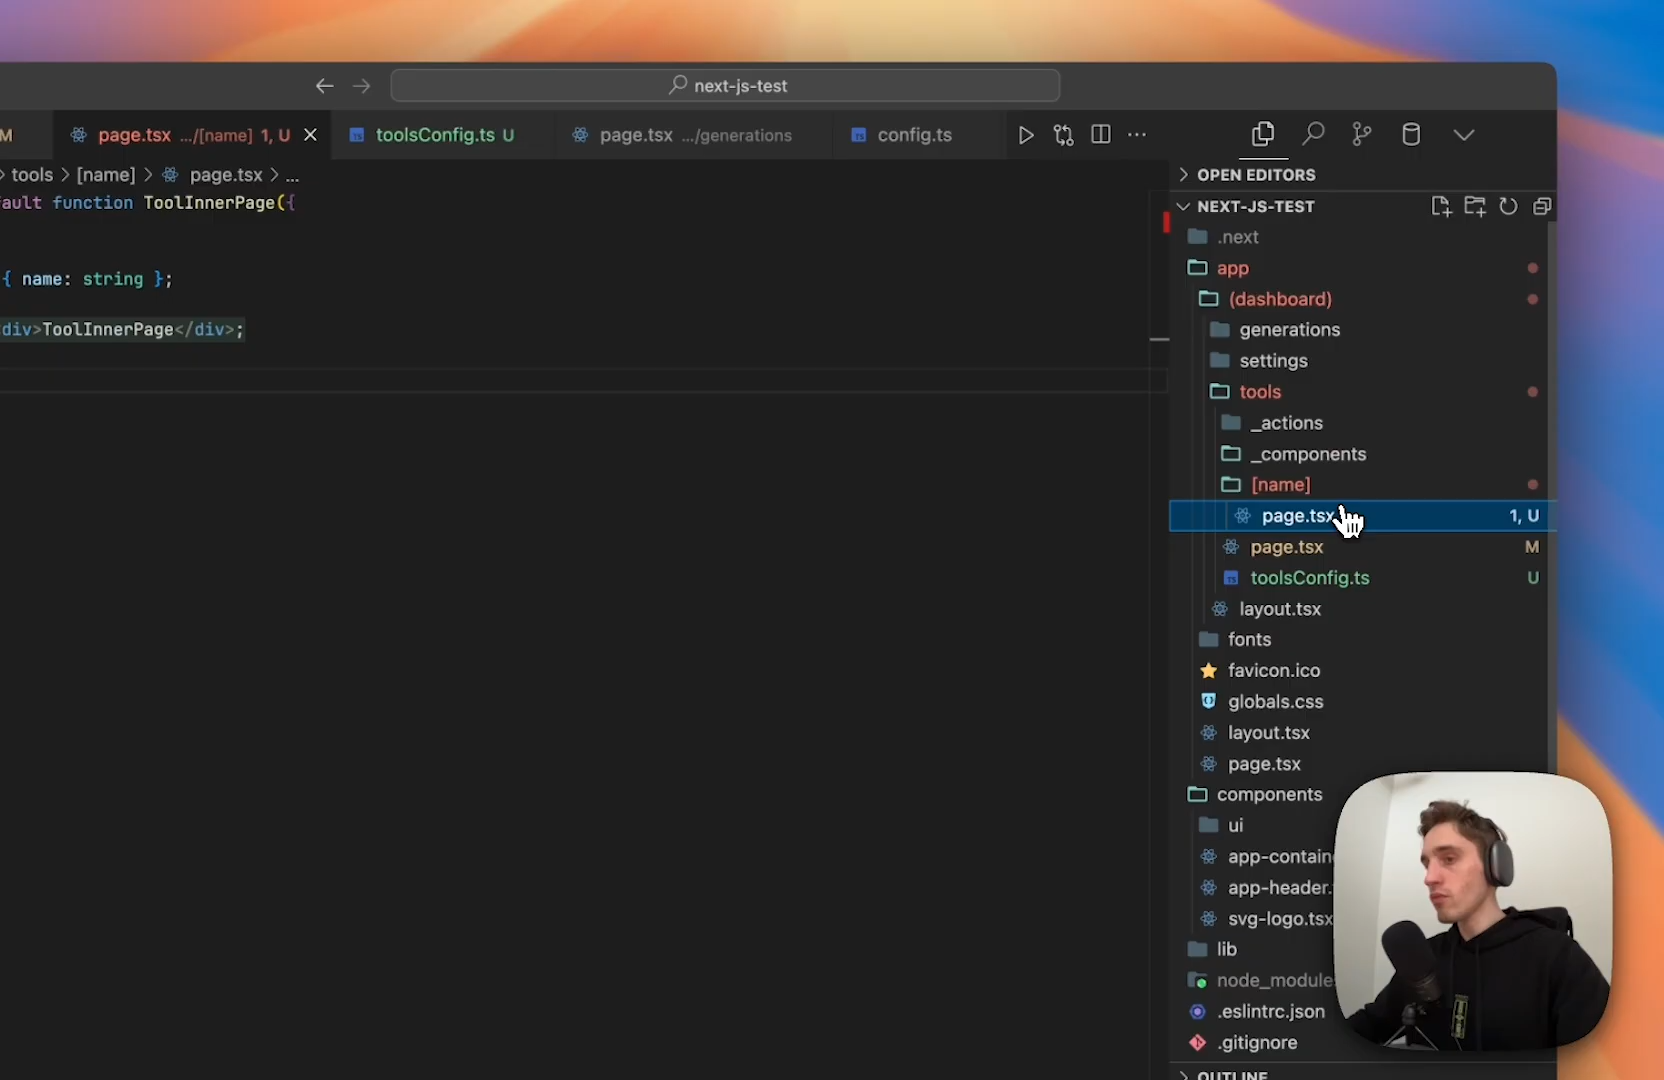 next-js-test
M
page.tsx .../[name] 1, U
toolsConfig.ts U
page.tsx .../generations
config.ts
tools > [name] > page.tsx > ...
ault function ToolInnerPage({
{ name: string };
div>ToolInnerPage</div>;
OPEN EDITORS
NEXT-JS-TEST
.next
app
(dashboard)
generations
settings
tools
_actions
_components
[name]
page.tsx 1, U
page.tsx M
toolsConfig.ts U
layout.tsx
fonts
favicon.ico
globals.css
layout.tsx
page.tsx
components
ui
app-contain
app-header.
svg-logo.tsx
lib
node_module
.eslintrc.json
.gitignore
OUTLINE